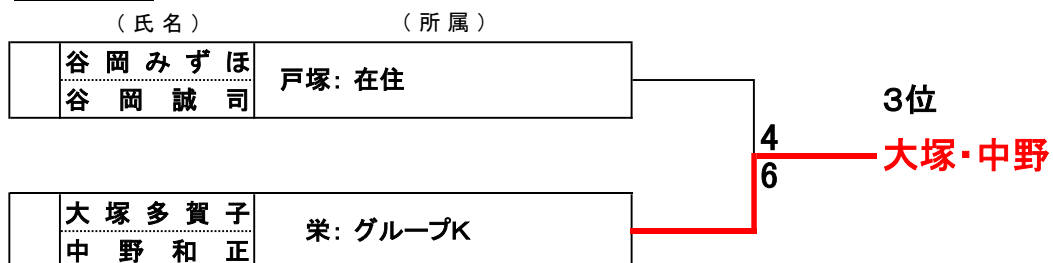 （氏名） （所属）
谷岡みずほ
谷岡誠司
戸塚: 在住
3位
4
大塚・中野
6
大塚多賀子
中野和正
栄: グループK